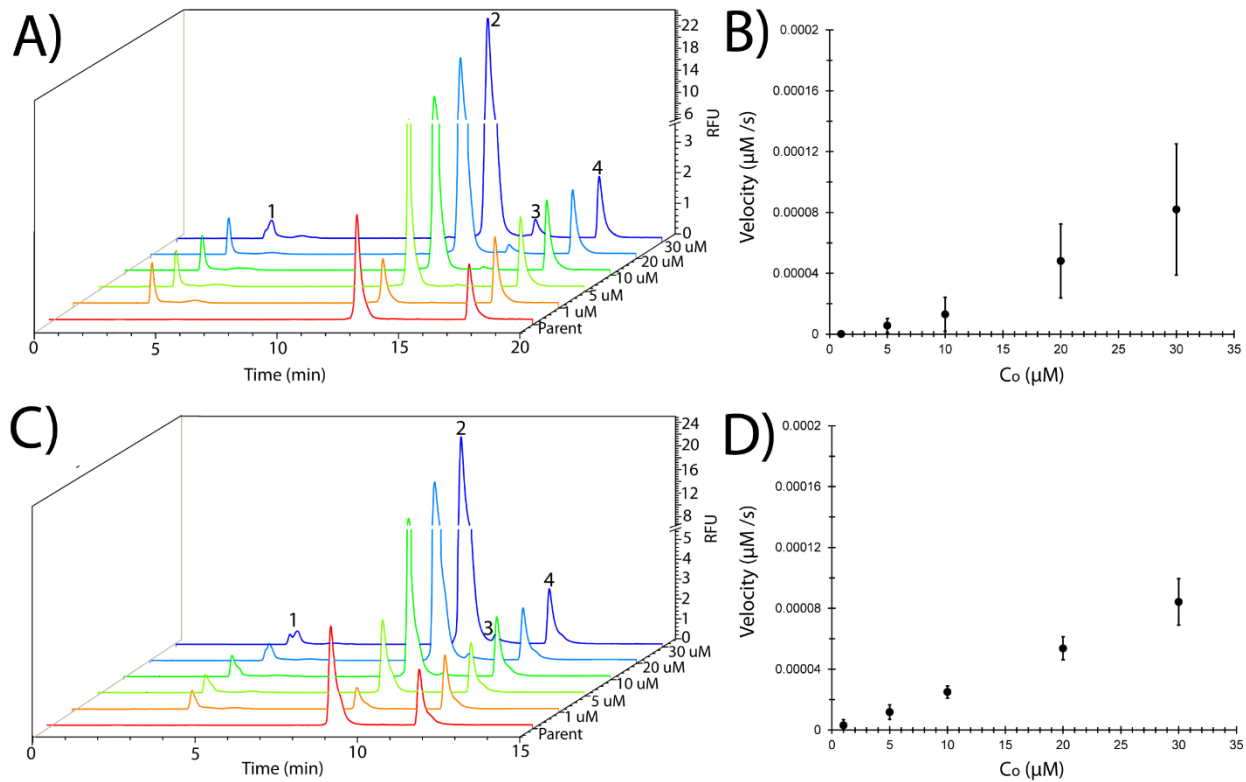 A)
2
1
3
4
22
18
14
10
6
3
2
1
0
RFU
30 uM
20 uM
10 uM
5 uM
1 uM
Parent
0
5
10
15
20
Time (min)
B)
0.0002
0.00016
0.00012
0.00008
0.00004
0
Velocity (µM /s)
0
5
10
15
20
25
30
35
Co (µM)
C)
2
1
3
4
24
20
16
12
8
5
4
3
2
1
0
RFU
30 uM
20 uM
10 uM
5 uM
1 uM
Parent
0
5
10
15
Time (min)
D)
0.0002
0.00016
0.00012
0.00008
0.00004
0
Velocity (µM /s)
0
5
10
15
20
25
30
35
Co (µM)